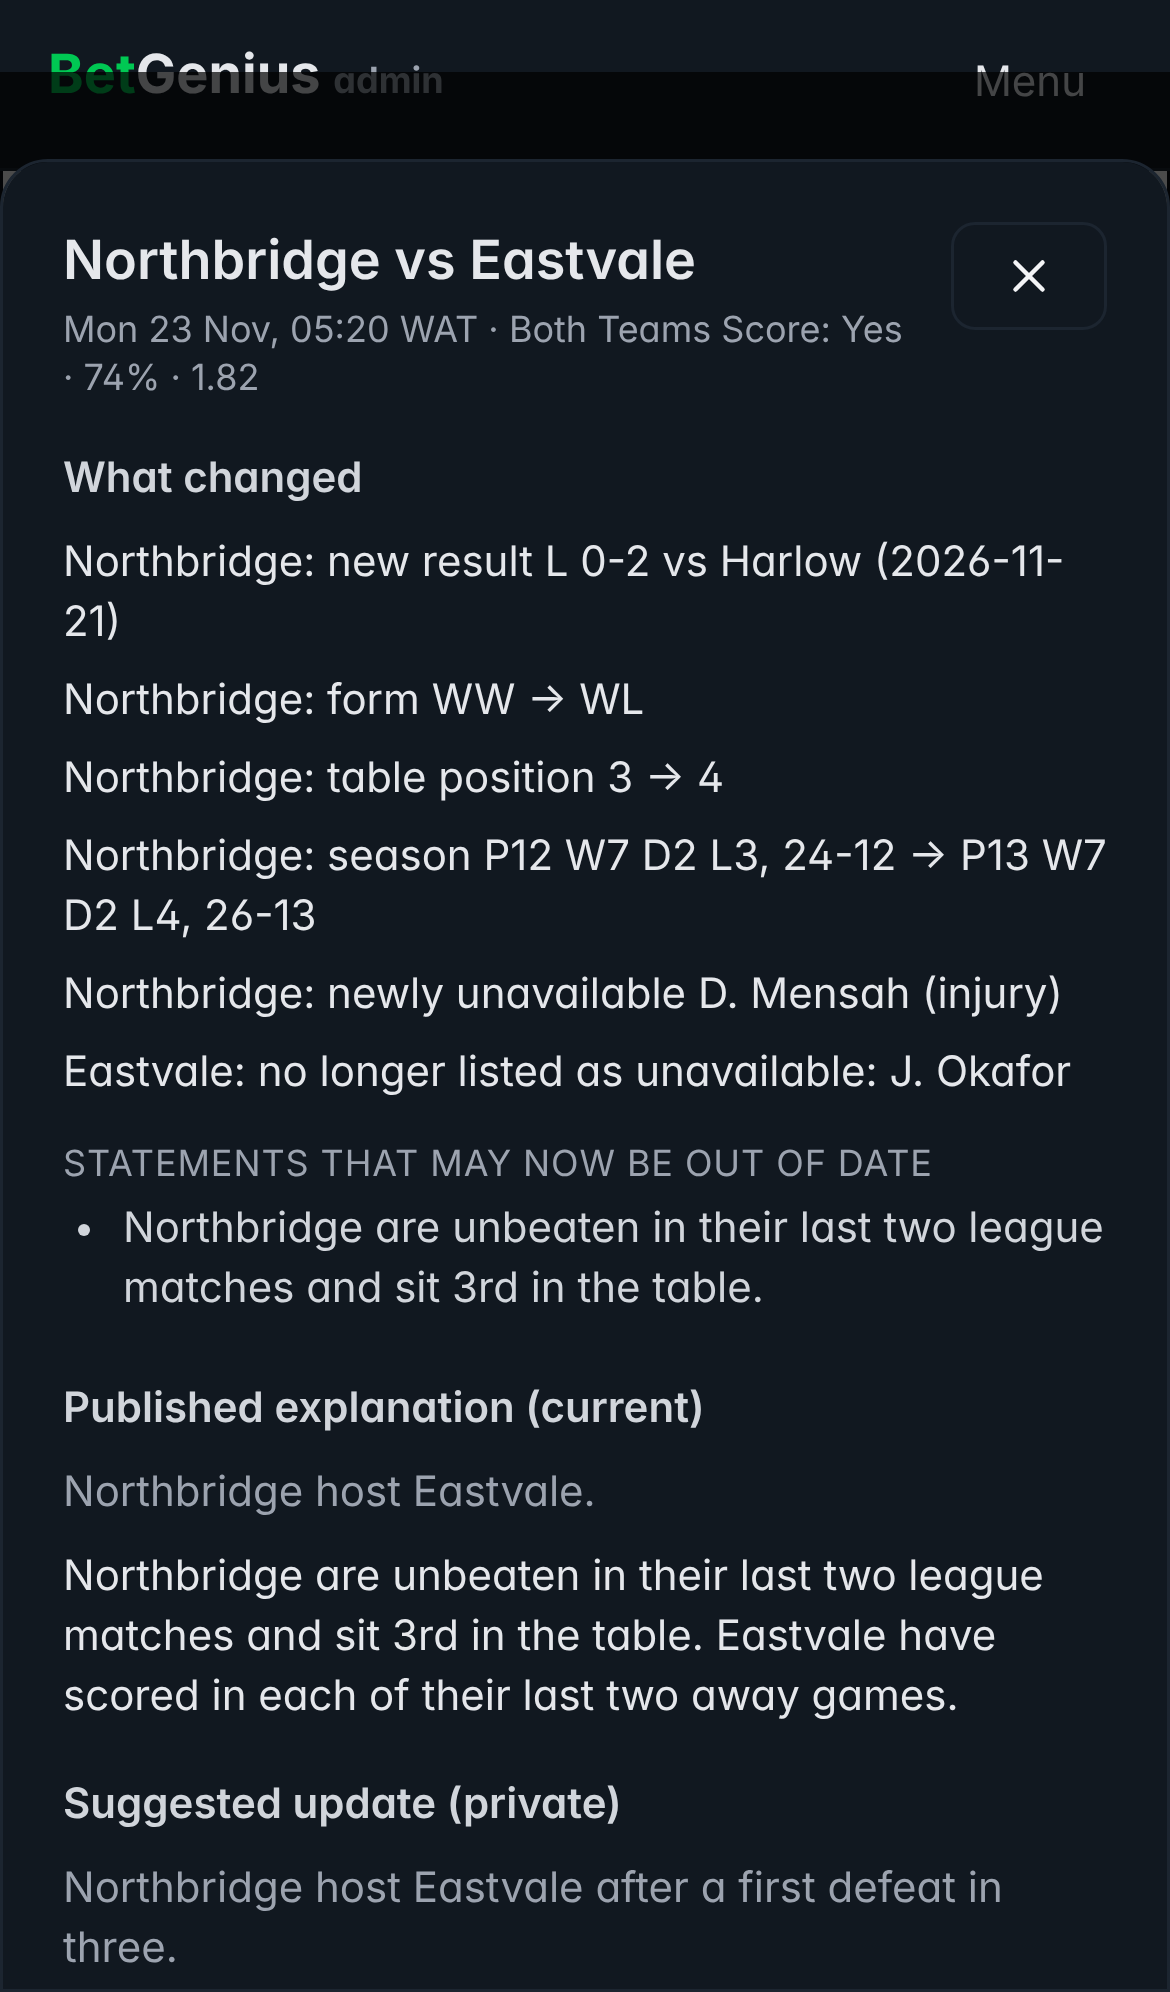 BetGenius admin
Menu
Northbridge vs Eastvale
Mon 23 Nov, 05:20 WAT · Both Teams Score: Yes
· 74% · 1.82
What changed
Northbridge: new result L 0-2 vs Harlow (2026-11-
21)
Northbridge: form WW → WL
Northbridge: table position 3 → 4
Northbridge: season P12 W7 D2 L3, 24-12 → P13 W7
D2 L4, 26-13
Northbridge: newly unavailable D. Mensah (injury)
Eastvale: no longer listed as unavailable: J. Okafor
STATEMENTS THAT MAY NOW BE OUT OF DATE
• Northbridge are unbeaten in their last two league
matches and sit 3rd in the table.
Published explanation (current)
Northbridge host Eastvale.
Northbridge are unbeaten in their last two league
matches and sit 3rd in the table. Eastvale have
scored in each of their last two away games.
Suggested update (private)
Northbridge host Eastvale after a first defeat in
three.